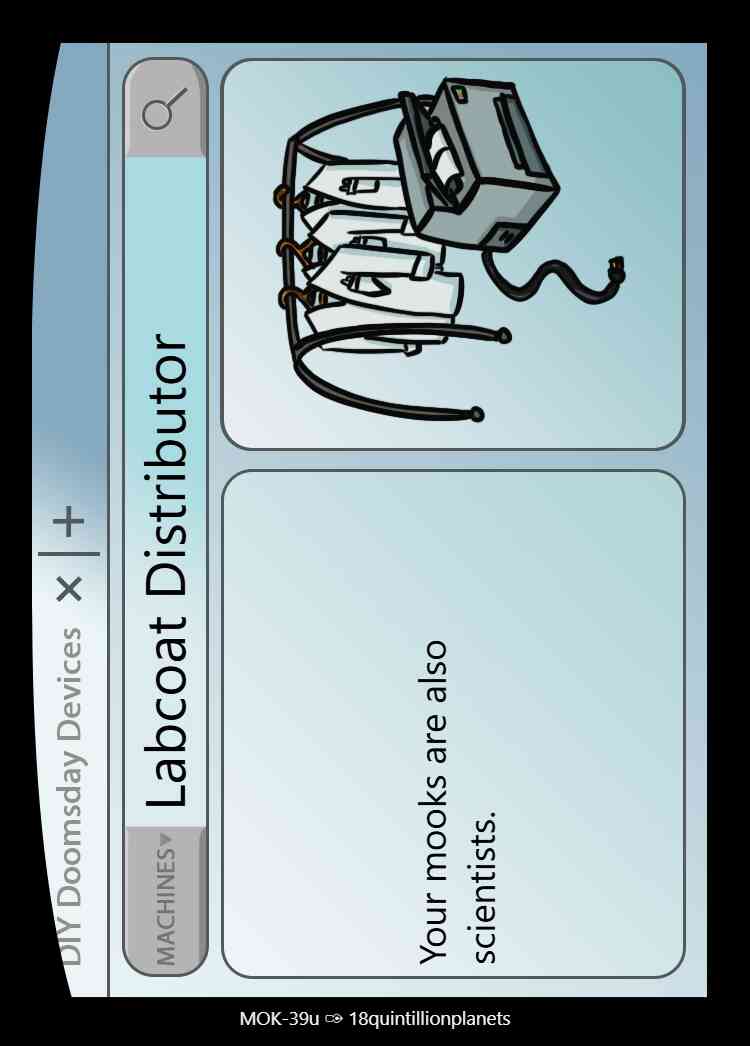 DIY Doomsday Devices × | +
MACHINES▾ Labcoat Distributor
Your mooks are also
scientists.
MOK-39u ✑ 18quintillionplanets